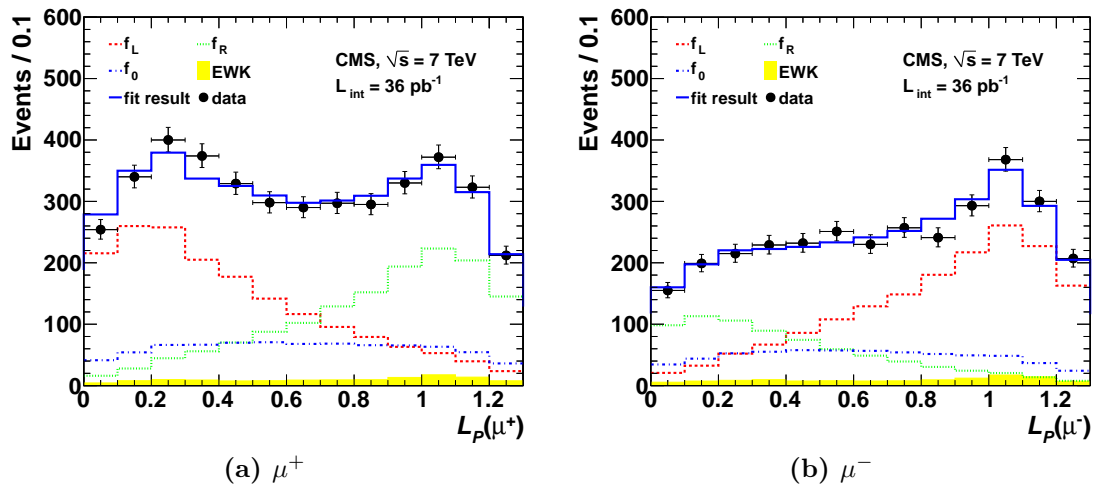 Events / 0.1
600
500
400
300
200
100
0
f_L
f_R
f_0
EWK
fit result
data
CMS, √s = 7 TeV
L_int = 36 pb⁻¹
0 0.2 0.4 0.6 0.8 1 1.2
L_P(μ⁺)
(a) μ⁺
Events / 0.1
600
500
400
300
200
100
0
f_L
f_R
f_0
EWK
fit result
data
CMS, √s = 7 TeV
L_int = 36 pb⁻¹
0 0.2 0.4 0.6 0.8 1 1.2
L_P(μ⁻)
(b) μ⁻